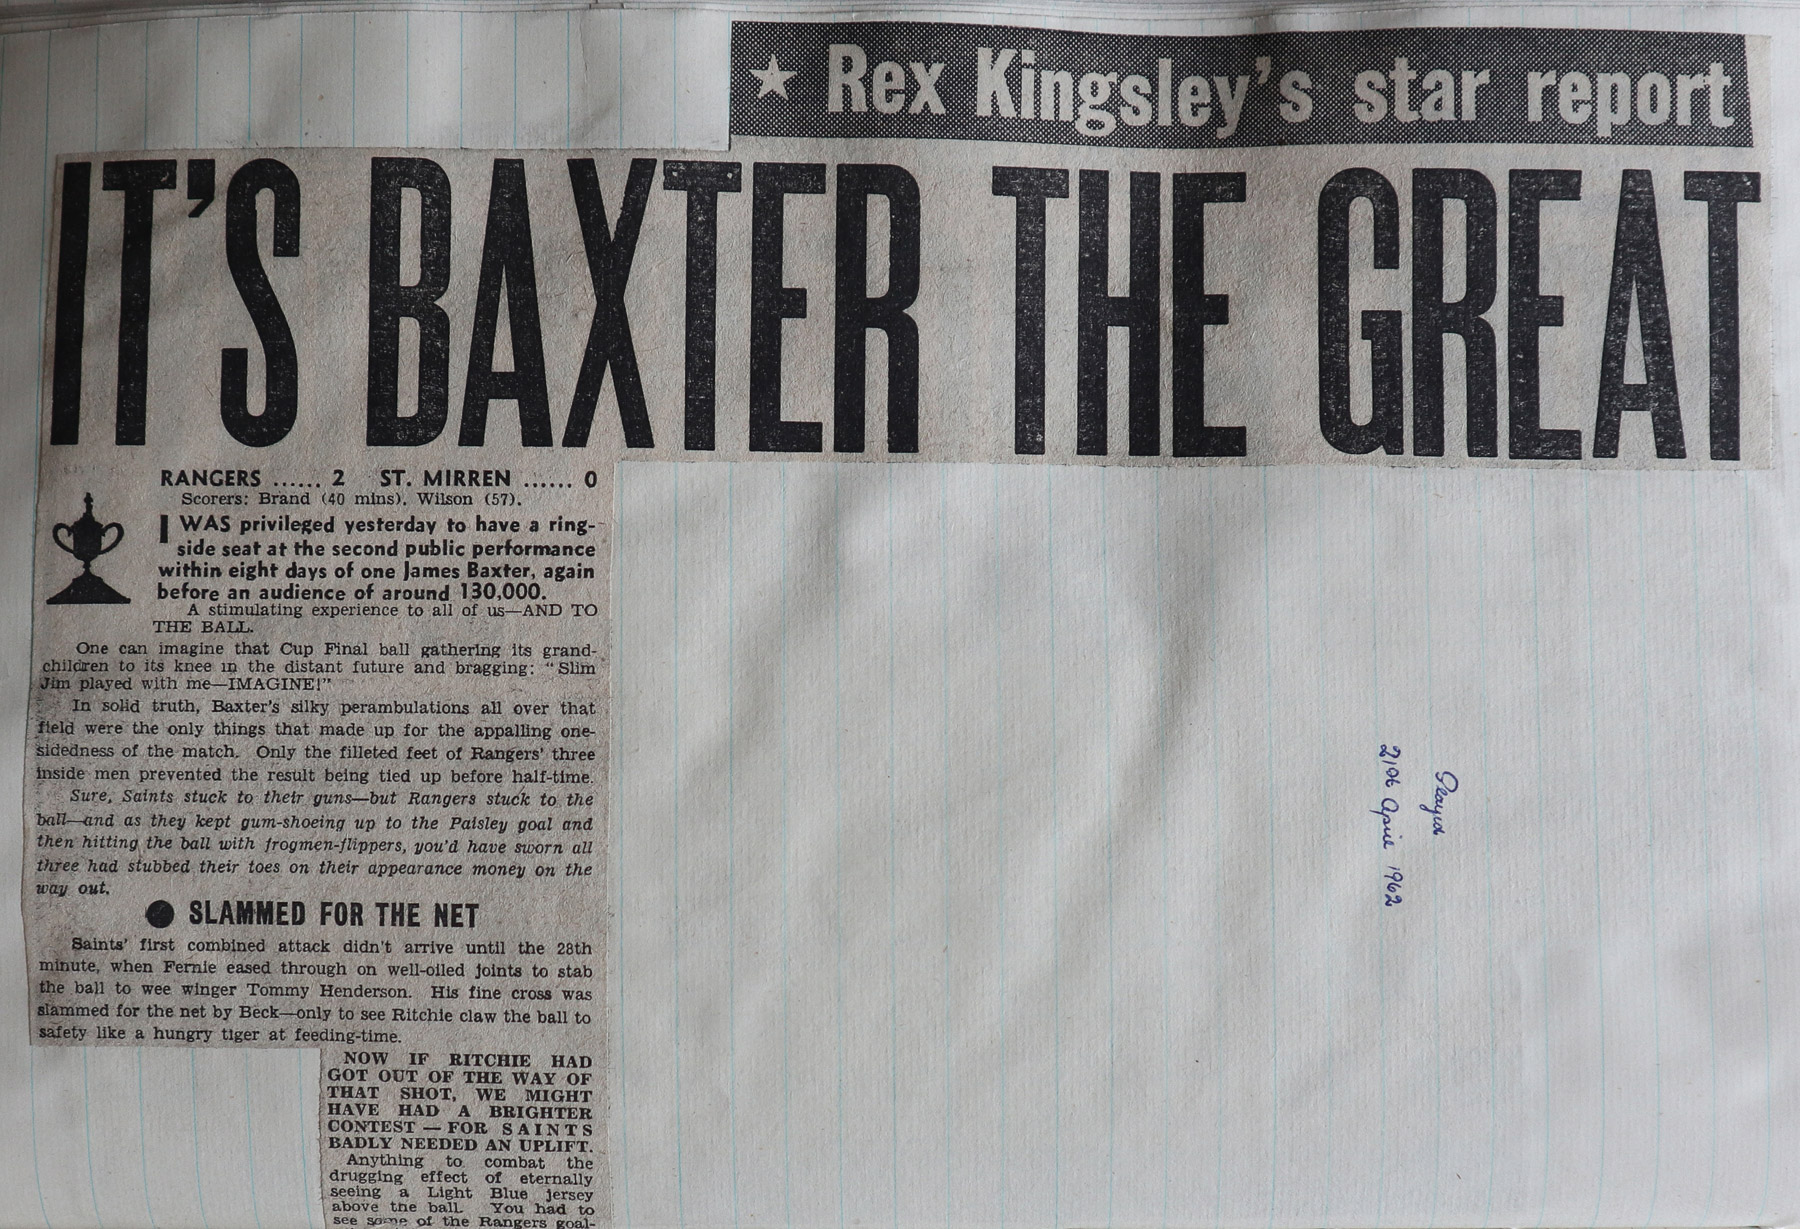 ★ Rex Kingsley's star report
IT'S BAXTER THE GREAT
RANGERS ...... 2 ST. MIRREN ...... 0
Scorers: Brand (40 mins), Wilson (57).
I WAS privileged yesterday to have a ring-
side seat at the second public performance
within eight days of one James Baxter, again
before an audience of around 130,000.
A stimulating experience to all of us—AND TO
THE BALL.
One can imagine that Cup Final ball gathering its grand-
children to its knee in the distant future and bragging: "Slim
Jim played with me—IMAGINE!"
In solid truth, Baxter's silky perambulations all over that
field were the only things that made up for the appalling one-
sidedness of the match. Only the filleted feet of Rangers' three
inside men prevented the result being tied up before half-time.
Sure, Saints stuck to their guns—but Rangers stuck to the
ball—and as they kept gum-shoeing up to the Paisley goal and
then hitting the ball with frogmen-flippers, you'd have sworn all
three had stubbed their toes on their appearance money on the
way out.
● SLAMMED FOR THE NET
Saints' first combined attack didn't arrive until the 28th
minute, when Fernie eased through on well-oiled joints to stab
the ball to wee winger Tommy Henderson. His fine cross was
slammed for the net by Beck—only to see Ritchie claw the ball to
safety like a hungry tiger at feeding-time.
NOW IF RITCHIE HAD
GOT OUT OF THE WAY OF
THAT SHOT, WE MIGHT
HAVE HAD A BRIGHTER
CONTEST — FOR SAINTS
BADLY NEEDED AN UPLIFT.
Anything to combat the
drugging effect of eternally
seeing a Light Blue jersey
above the ball. You had to
see some of the Rangers goal-
Played
21st April 1962